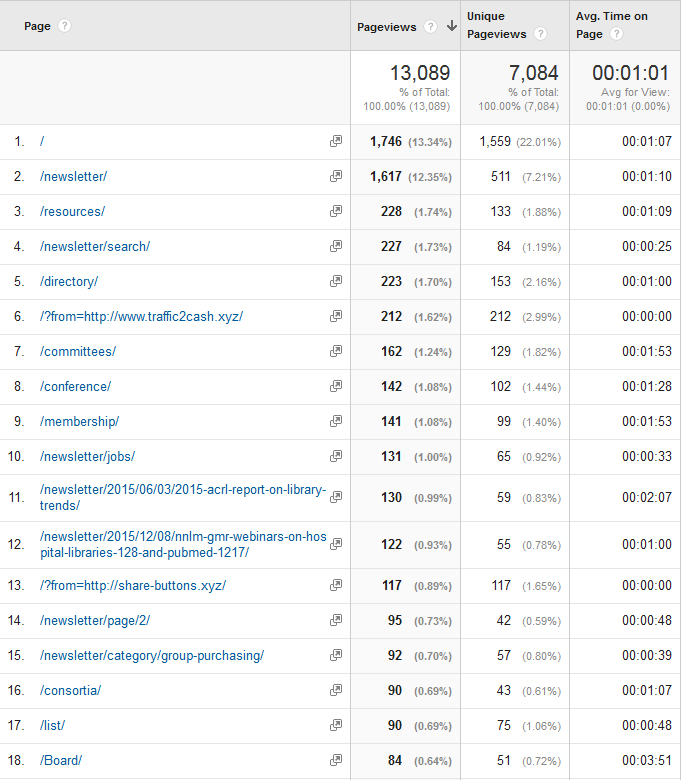 Page ? Pageviews ? Unique Pageviews ? Avg. Time on Page ?
13,089 7,084 00:01:01
% of Total: % of Total: Avg for View:
100.00% (13,089) 100.00% (7,084) 00:01:01 (0.00%)
1. / 1,746 (13.34%) 1,559 (22.01%) 00:01:07
2. /newsletter/ 1,617 (12.35%) 511 (7.21%) 00:01:10
3. /resources/ 228 (1.74%) 133 (1.88%) 00:01:09
4. /newsletter/search/ 227 (1.73%) 84 (1.19%) 00:00:25
5. /directory/ 223 (1.70%) 153 (2.16%) 00:01:00
6. /?from=http://www.traffic2cash.xyz/ 212 (1.62%) 212 (2.99%) 00:00:00
7. /committees/ 162 (1.24%) 129 (1.82%) 00:01:53
8. /conference/ 142 (1.08%) 102 (1.44%) 00:01:28
9. /membership/ 141 (1.08%) 99 (1.40%) 00:01:53
10. /newsletter/jobs/ 131 (1.00%) 65 (0.92%) 00:00:33
11. /newsletter/2015/06/03/2015-acrl-report-on-library-
trends/ 130 (0.99%) 59 (0.83%) 00:02:07
12. /newsletter/2015/12/08/nnlm-gmr-webinars-on-hos
pital-libraries-128-and-pubmed-1217/ 122 (0.93%) 55 (0.78%) 00:01:00
13. /?from=http://share-buttons.xyz/ 117 (0.89%) 117 (1.65%) 00:00:00
14. /newsletter/page/2/ 95 (0.73%) 42 (0.59%) 00:00:48
15. /newsletter/category/group-purchasing/ 92 (0.70%) 57 (0.80%) 00:00:39
16. /consortia/ 90 (0.69%) 43 (0.61%) 00:01:07
17. /list/ 90 (0.69%) 75 (1.06%) 00:00:48
18. /Board/ 84 (0.64%) 51 (0.72%) 00:03:51